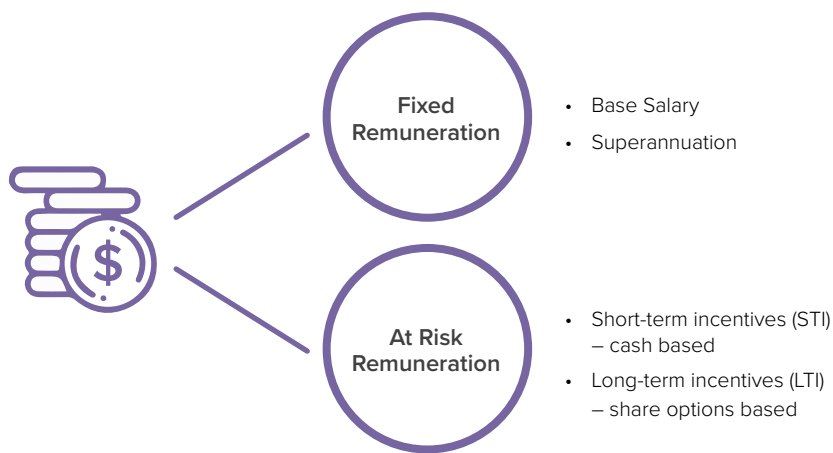 Fixed
Remuneration
• Base Salary
• Superannuation
$
At Risk
Remuneration
• Short-term incentives (STI)
– cash based
• Long-term incentives (LTI)
– share options based